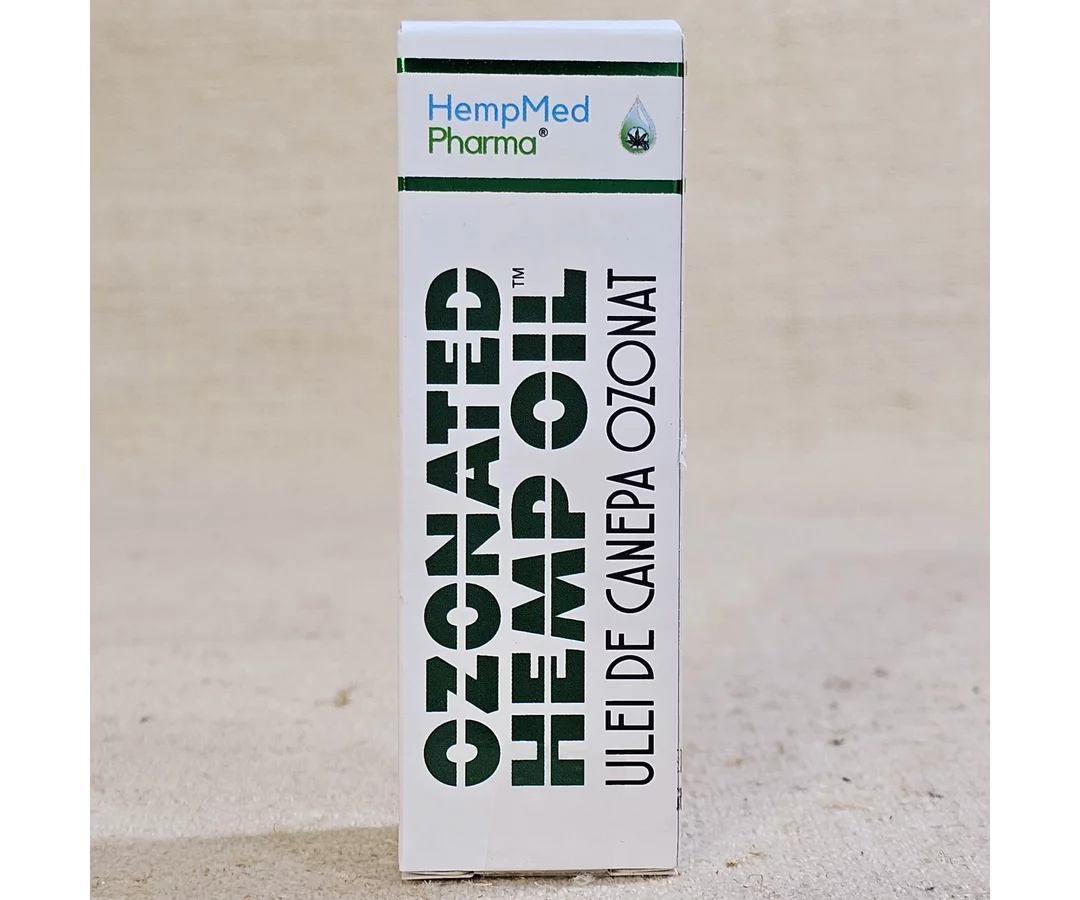 HempMed
Pharma®
OZONATED
HEMP OIL™
ULEI DE CANEPA OZONAT